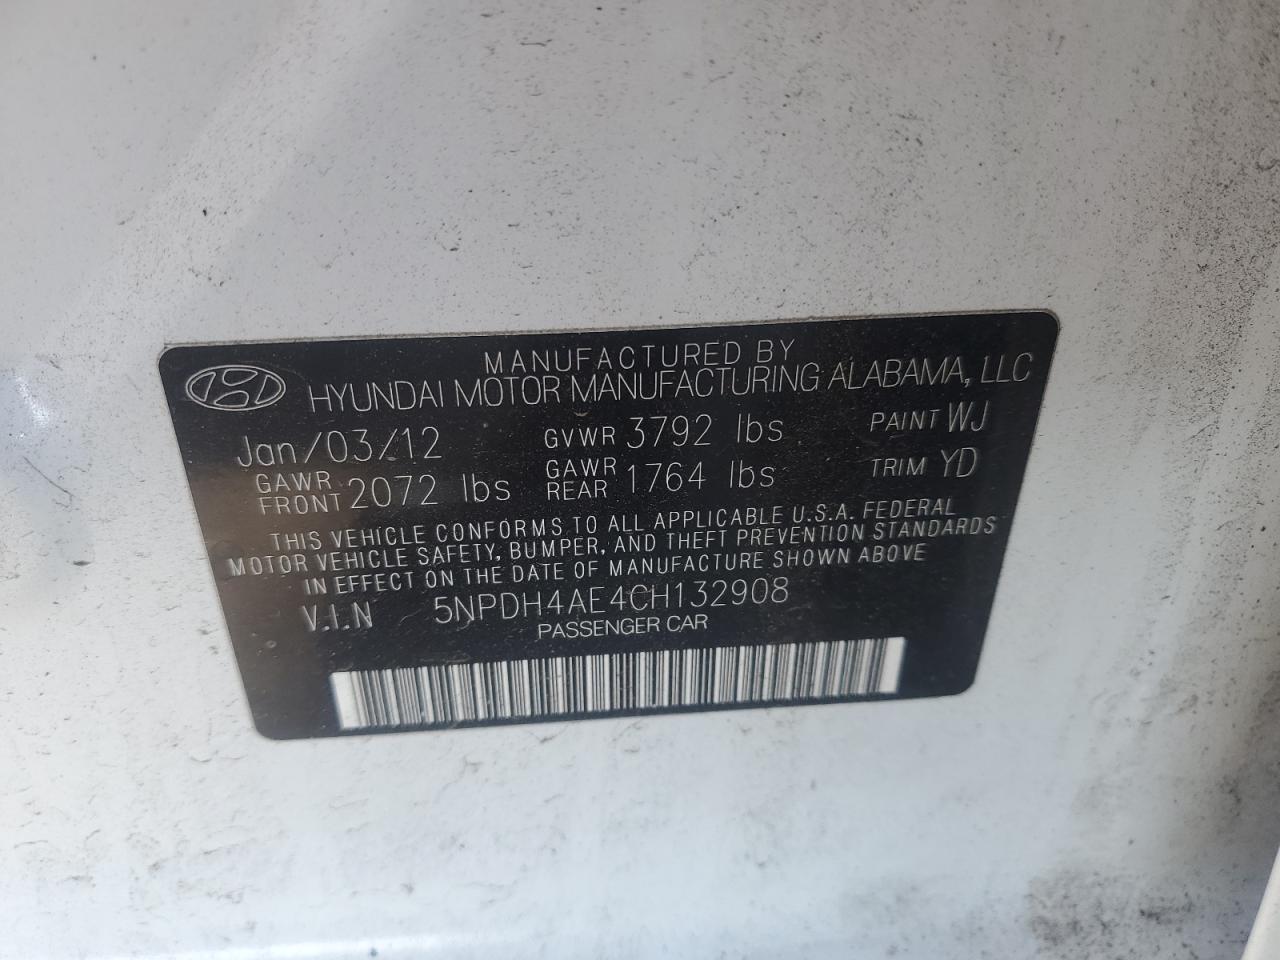 MANUFACTURED BY
HYUNDAI MOTOR MANUFACTURING ALABAMA, LLC
Jan/03/12 GVWR 3792 lbs PAINT WJ
GAWR FRONT 2072 lbs GAWR REAR 1764 lbs TRIM YD
THIS VEHICLE CONFORMS TO ALL APPLICABLE U.S.A. FEDERAL
MOTOR VEHICLE SAFETY, BUMPER, AND THEFT PREVENTION STANDARDS
IN EFFECT ON THE DATE OF MANUFACTURE SHOWN ABOVE
V.I.N 5NPDH4AE4CH132908
PASSENGER CAR